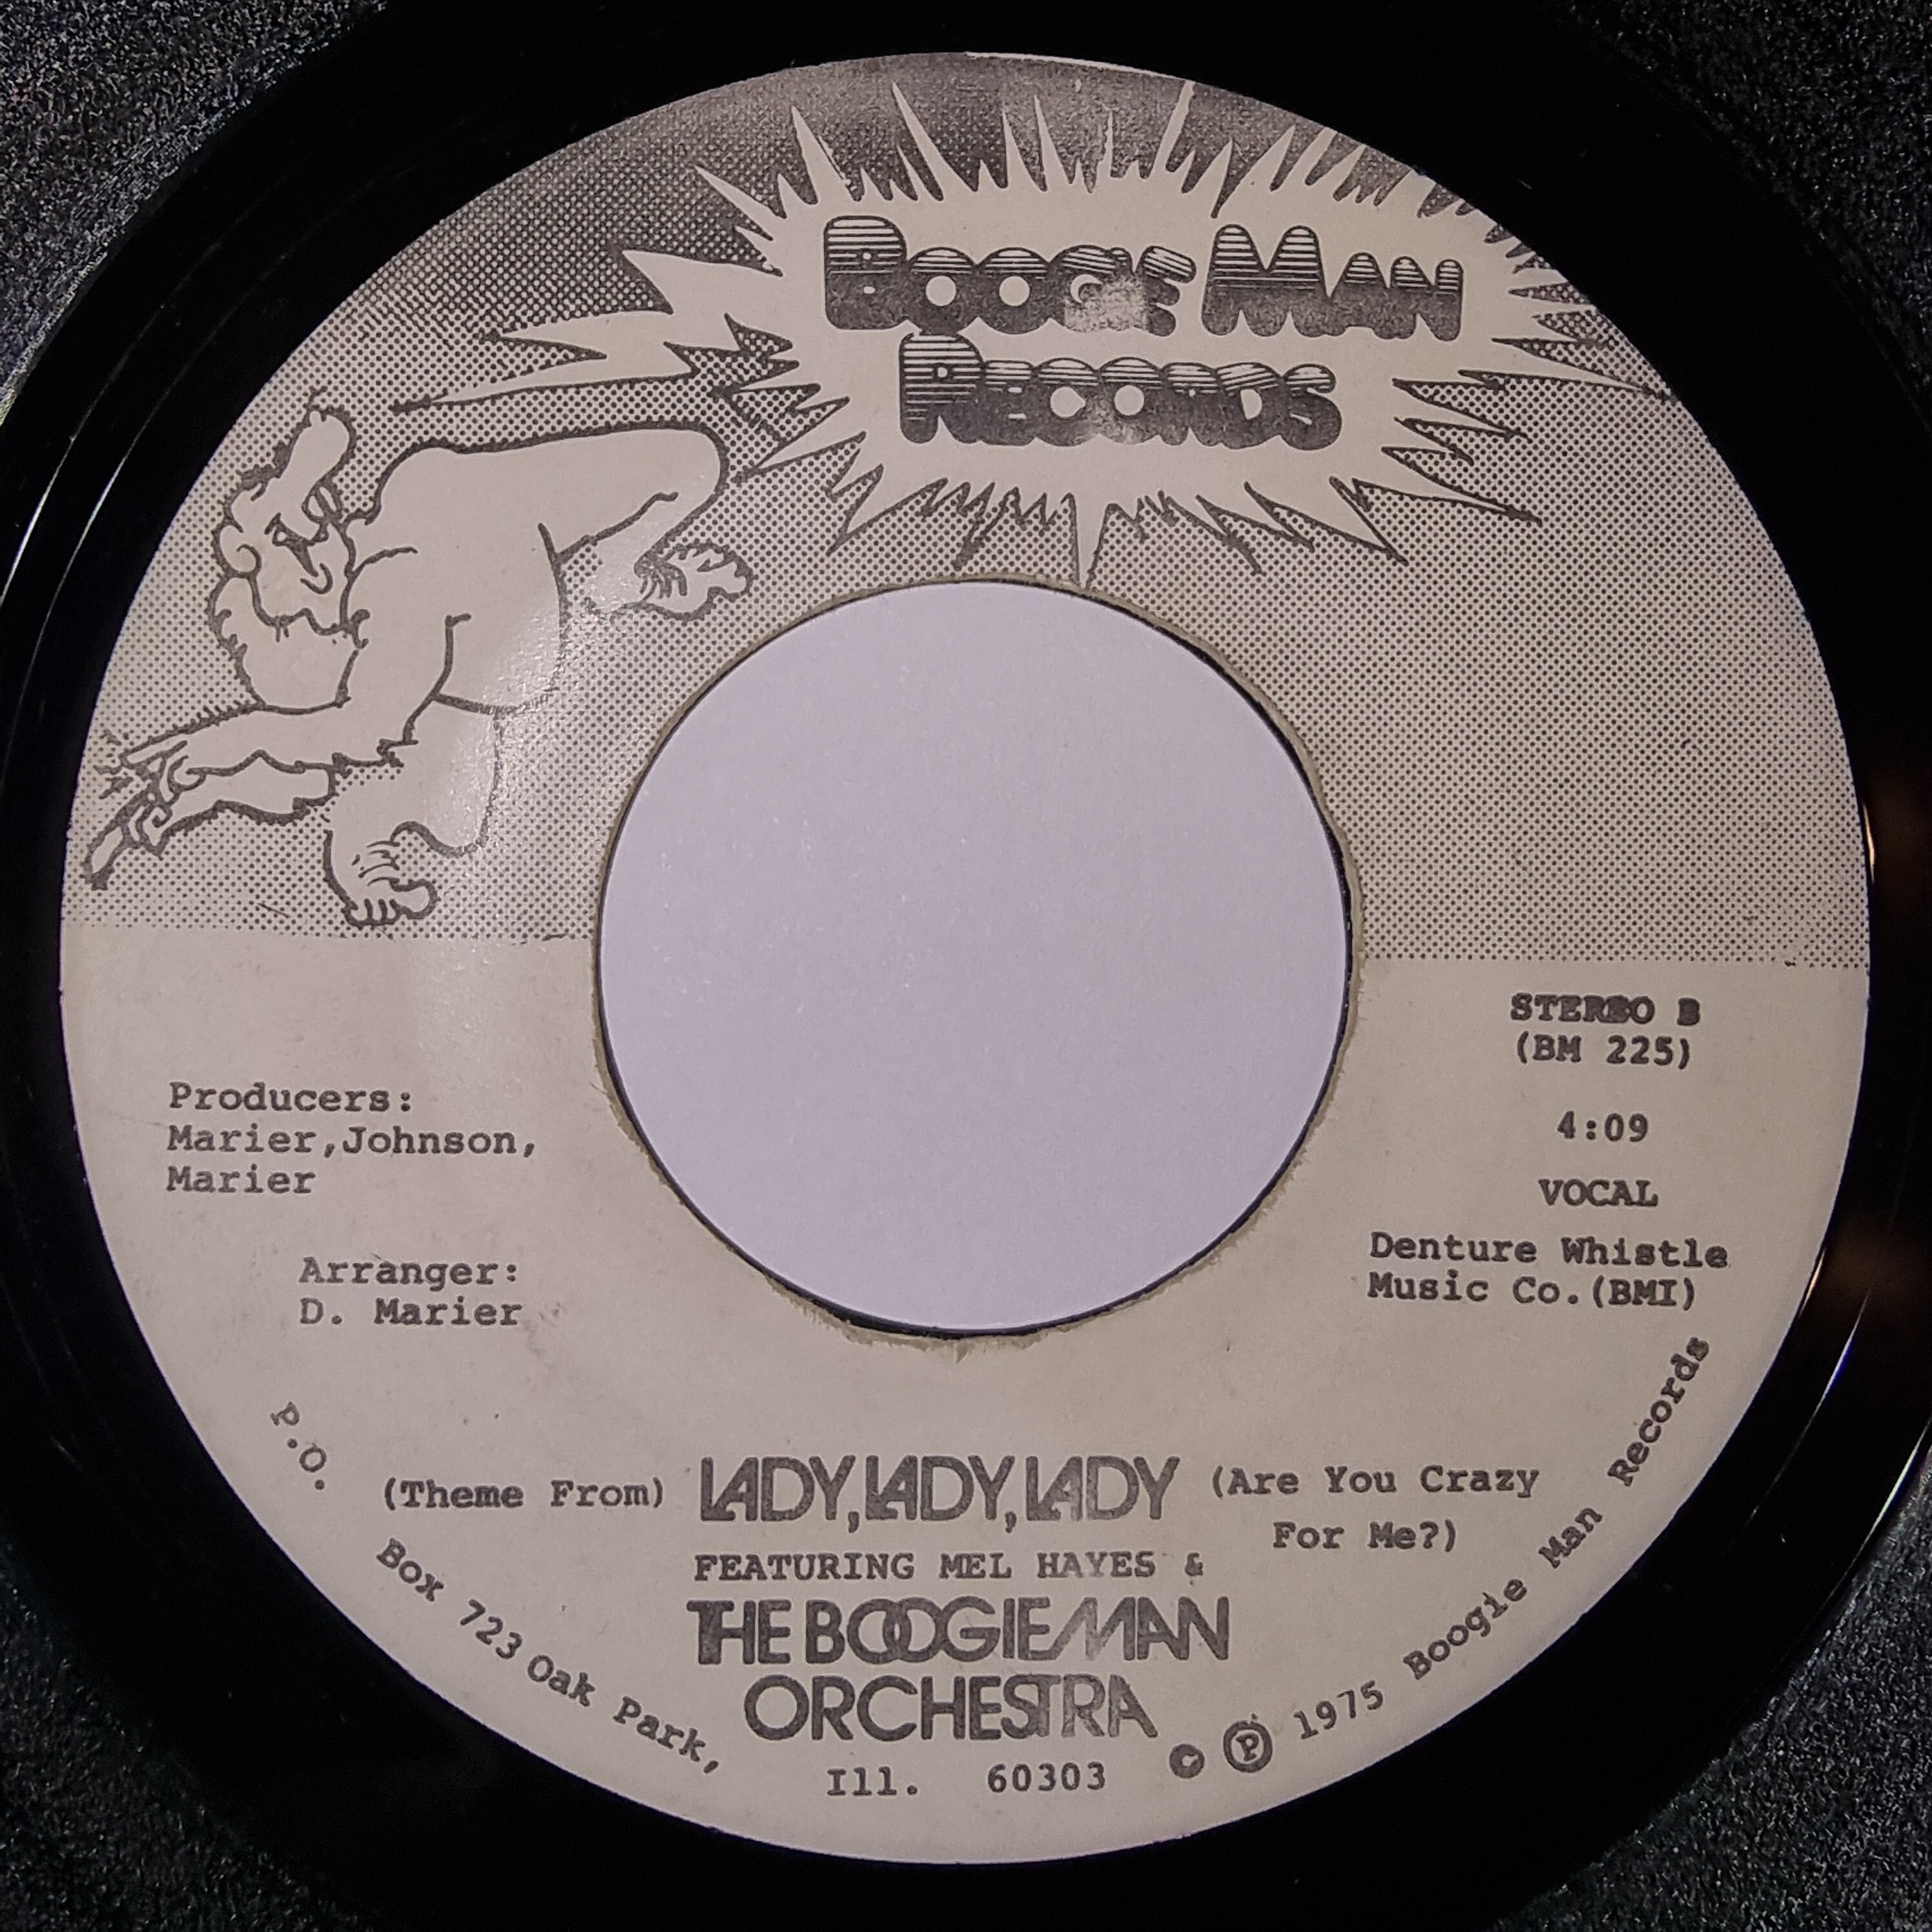 BOOGIE MAN
RECORDS
STEREO B
(BM 225)
4:09
VOCAL
Denture Whistle
Music Co.(BMI)
Producers:
Marier,Johnson,
Marier
Arranger:
D. Marier
(Theme From) LADY, LADY, LADY (Are You Crazy
For Me?)
FEATURING MEL HAYES &
THE BOOGIEMAN
ORCHESTRA
P.O. Box 723 Oak Park, Ill. 60303
© ℗ 1975 Boogie Man Records